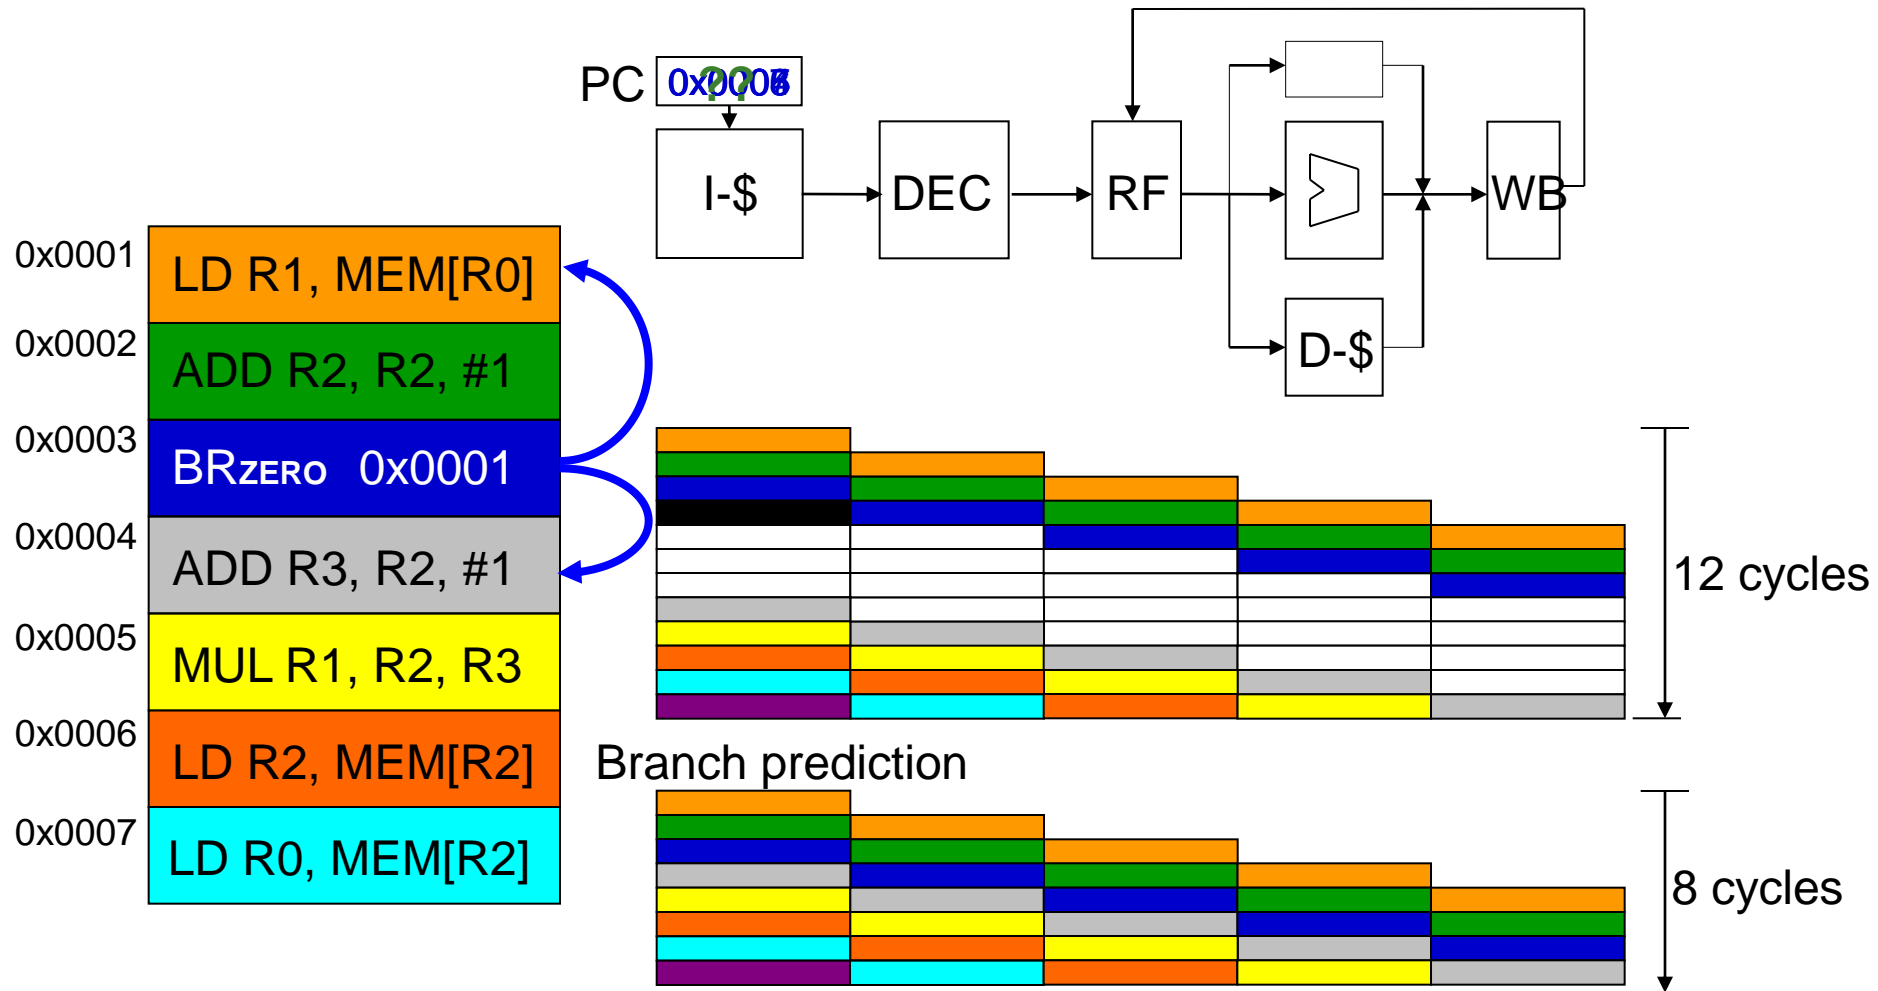 PC
??
I-$
DEC
RF
WB
D-$
0x0001
LD R1, MEM[R0]
0x0002
ADD R2, R2, #1
0x0003
BRZERO 0x0001
0x0004
ADD R3, R2, #1
0x0005
MUL R1, R2, R3
0x0006
LD R2, MEM[R2]
0x0007
LD R0, MEM[R2]
12 cycles
Branch prediction
8 cycles